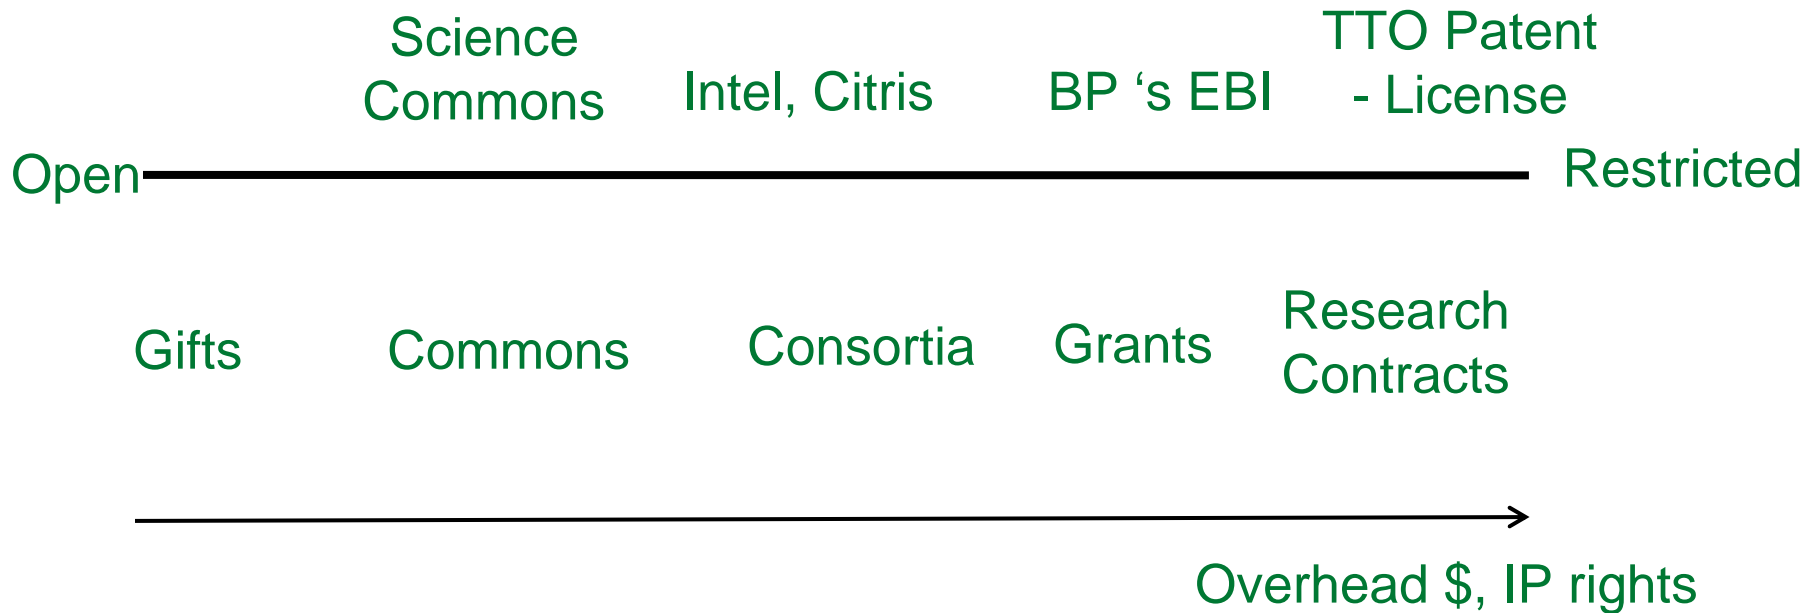 Science
Commons
Intel, Citris
BP ‘s EBI
TTO Patent
- License
Open
Restricted
Gifts
Commons
Consortia
Grants
Research
Contracts
Overhead $, IP rights